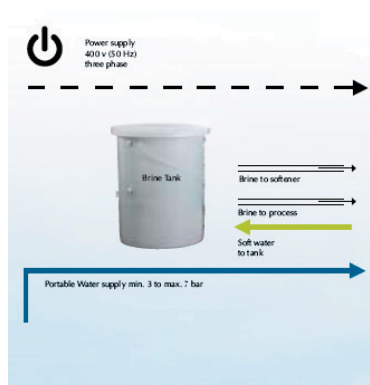 Power supply
400 v (50 Hz)
three phase
Brine Tank
Brine to softener
Brine to process
Soft water
to tank
Portable Water supply min. 3 to max. 7 bar